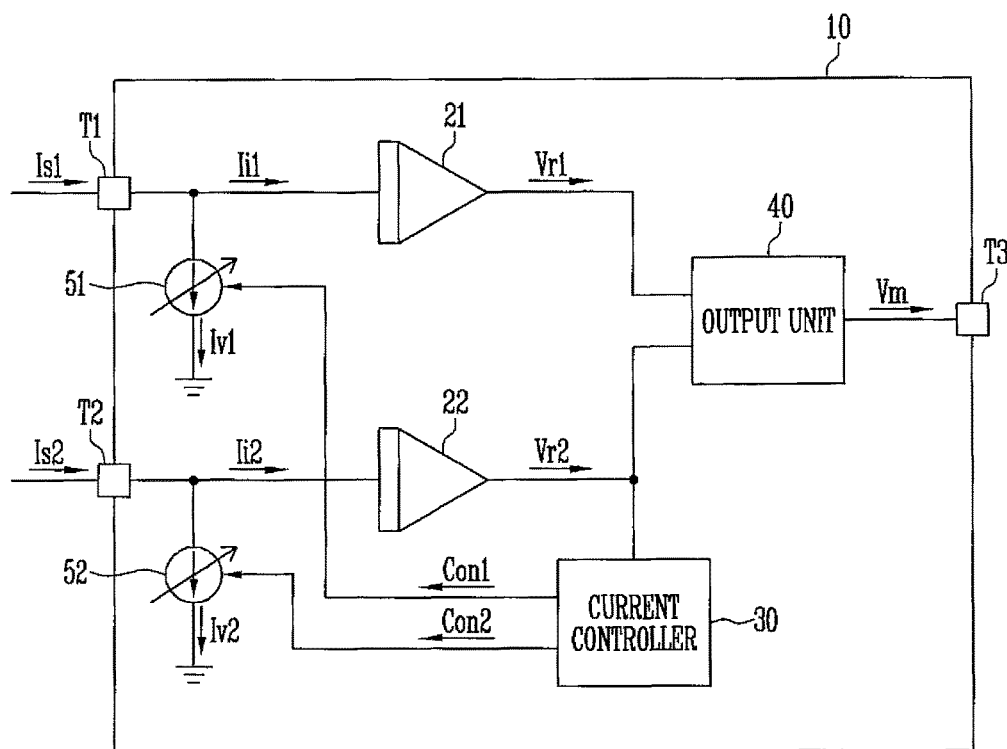 10
T1
Is1
Ii1
21
Vr1
40
T3
51
Iv1
OUTPUT UNIT
Vm
T2
Is2
Ii2
22
Vr2
52
Iv2
Con1
Con2
CURRENT
CONTROLLER
30